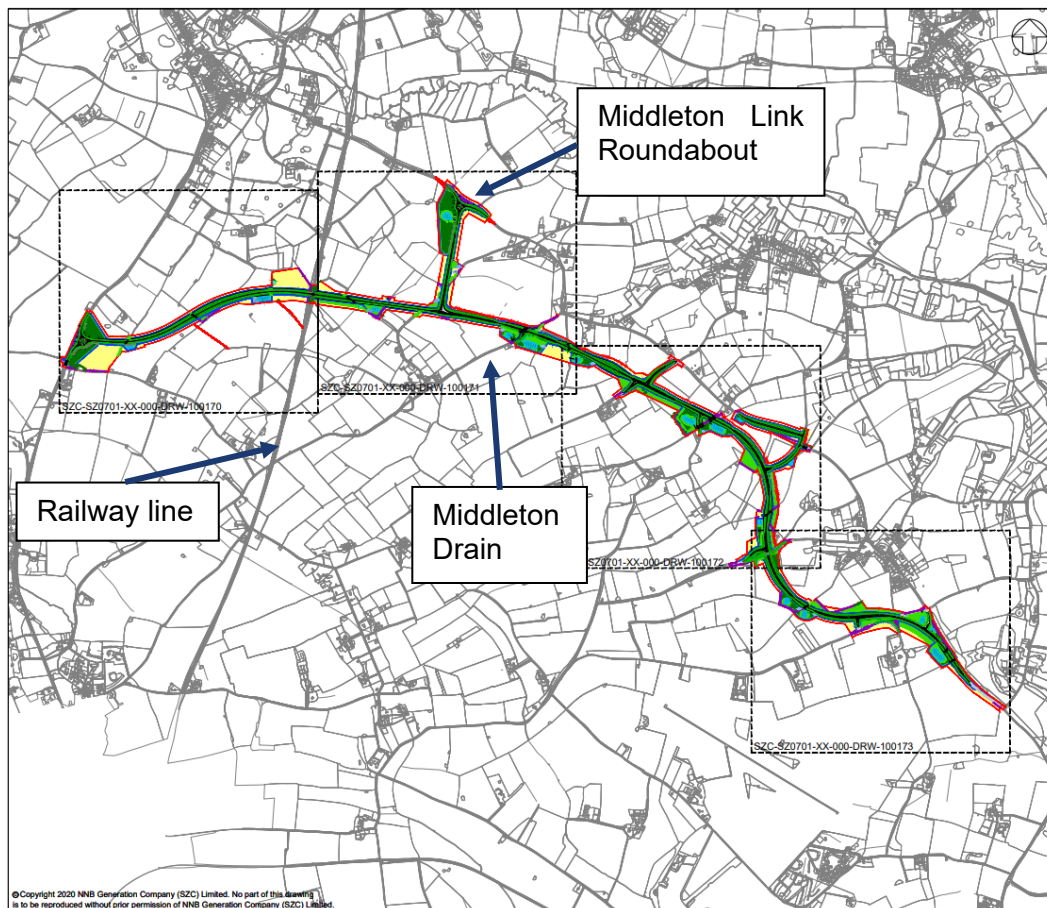 Middleton Link
Roundabout
SZC-SZ0701-XX-000-DRW-100171
SZC-SZ0701-XX-000-DRW-100170
Railway line
Middleton
Drain
SZC-SZ0701-XX-000-DRW-100172
SZC-SZ0701-XX-000-DRW-100173
© Copyright 2020 NNB Generation Company (SZC) Limited. No part of this drawing
is to be reproduced without prior permission of NNB Generation Company (SZC) Limited.